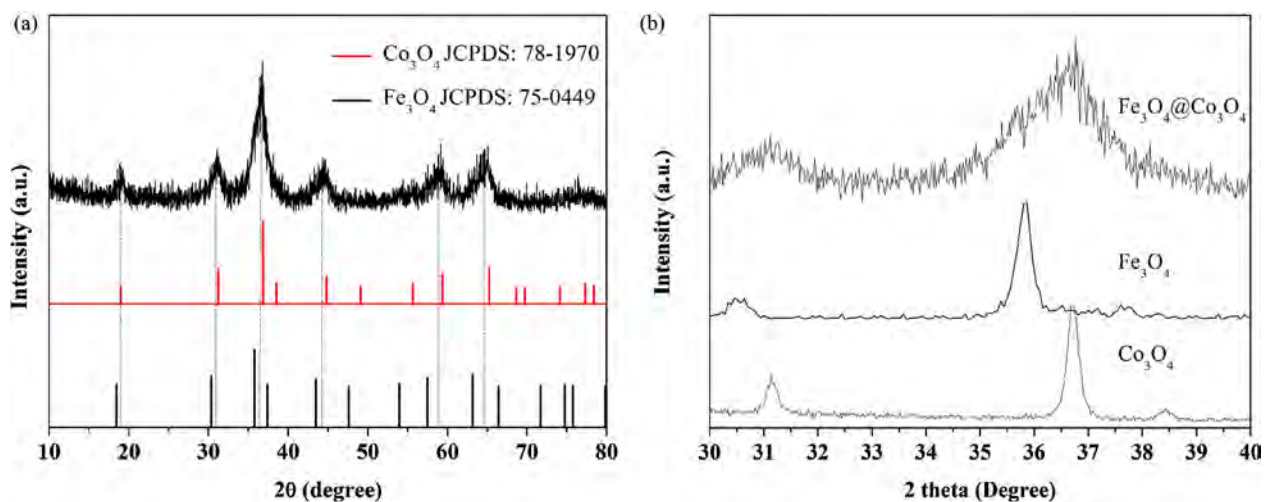 (a)
Co₃O₄ JCPDS: 78-1970
Fe₃O₄ JCPDS: 75-0449
Intensity (a.u.)
10 20 30 40 50 60 70 80
2θ (degree)
(b)
Fe₃O₄@Co₃O₄
Fe₃O₄
Co₃O₄
Intensity (a.u.)
30 31 32 33 34 35 36 37 38 39 40
2 theta (Degree)